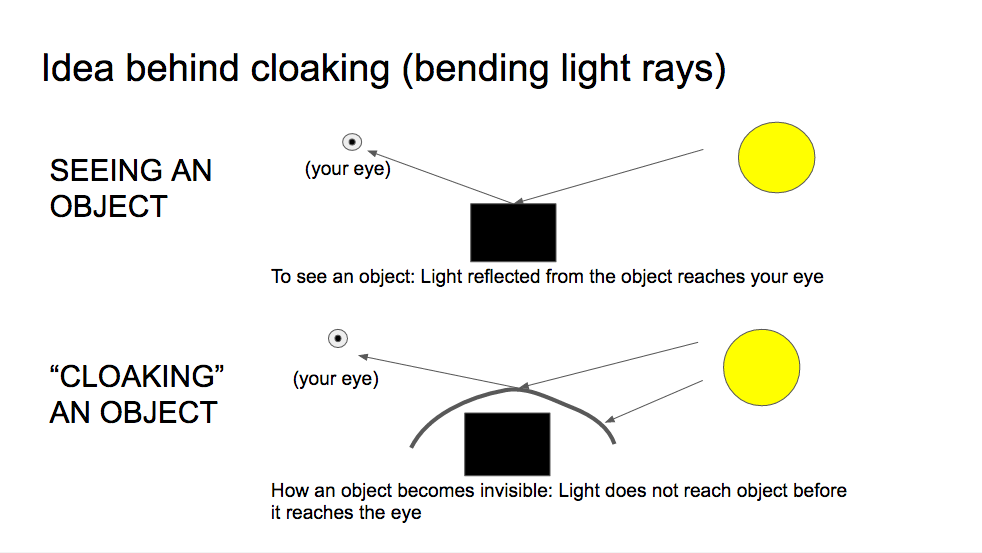 Idea behind cloaking (bending light rays)
SEEING AN
OBJECT
(your eye)
To see an object: Light reflected from the object reaches your eye
“CLOAKING”
AN OBJECT
(your eye)
How an object becomes invisible: Light does not reach object before
it reaches the eye